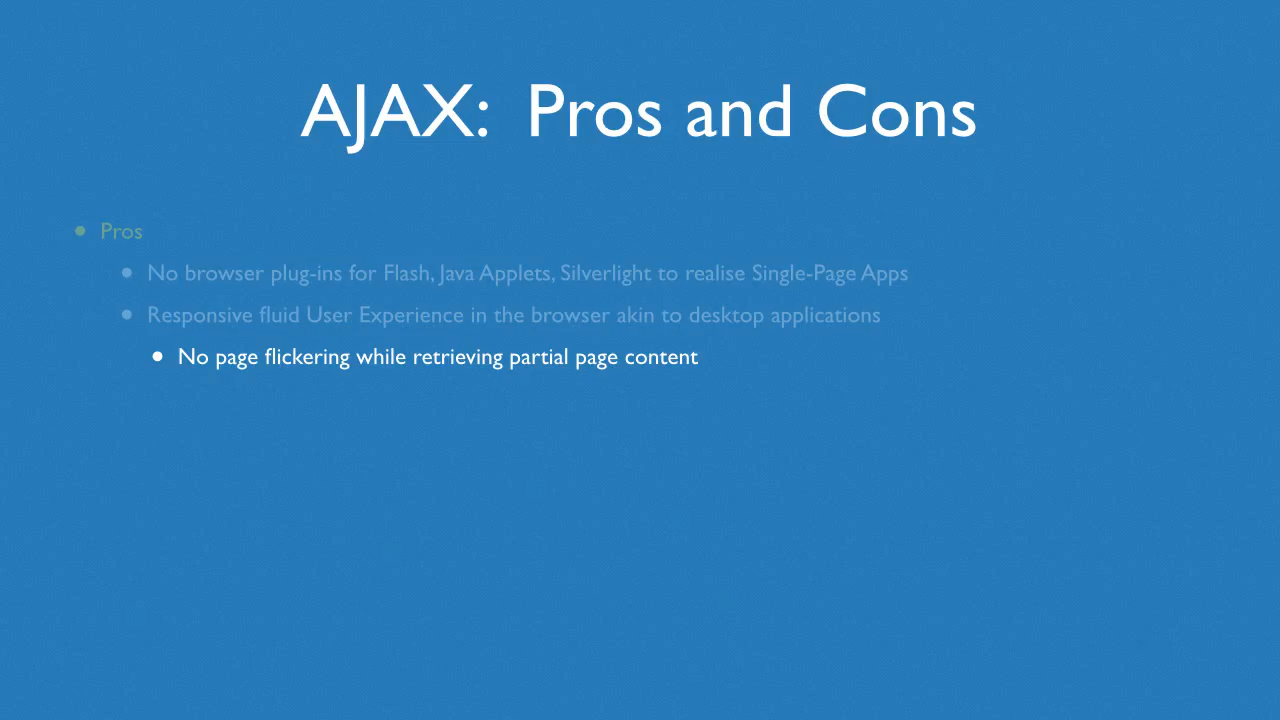 AJAX: Pros and Cons
• Pros
• No browser plug-ins for Flash, Java Applets, Silverlight to realise Single-Page Apps
• Responsive fluid User Experience in the browser akin to desktop applications
• No page flickering while retrieving partial page content